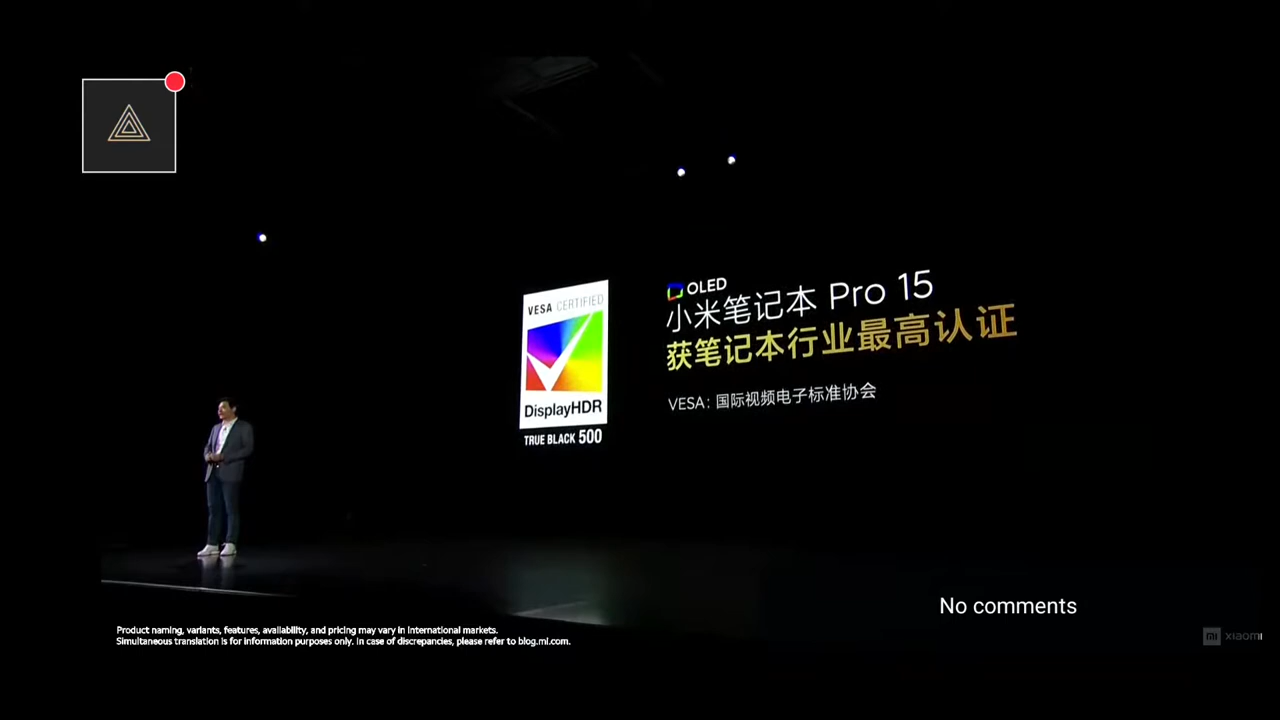 VESA CERTIFIED
DisplayHDR
TRUE BLACK 500
OLED
小米笔记本 Pro 15
获笔记本行业最高认证
VESA: 国际视频电子标准协会
No comments
Product naming, variants, features, availability, and pricing may vary in international markets.
Simultaneous translation is for information purposes only. In case of discrepancies, please refer to blog.mi.com.
mi xiaomi